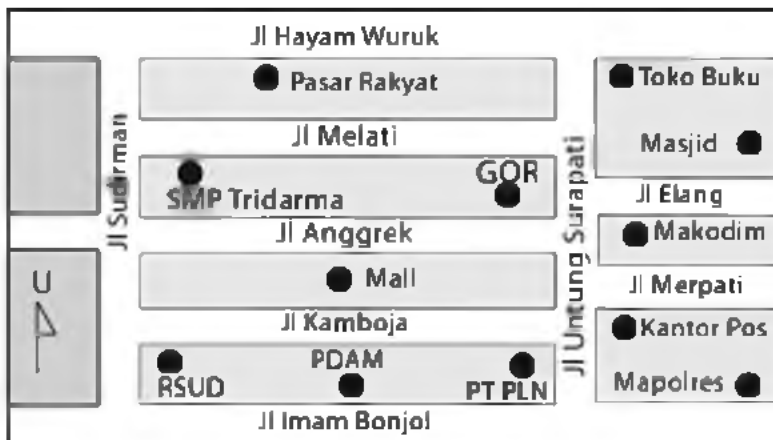 Jl Hayam Wuruk
Pasar Rakyat
Toko Buku
Jl Melati
Masjid
Jl Sudirman
SMP Tridarma
GOR
Jl Untung Surapati
Jl Elang
Jl Anggrek
Makodim
U
Mall
Jl Merpati
Jl Kamboja
Kantor Pos
RSUD
PDAM
PT PLN
Mapolres
Jl Imam Bonjol